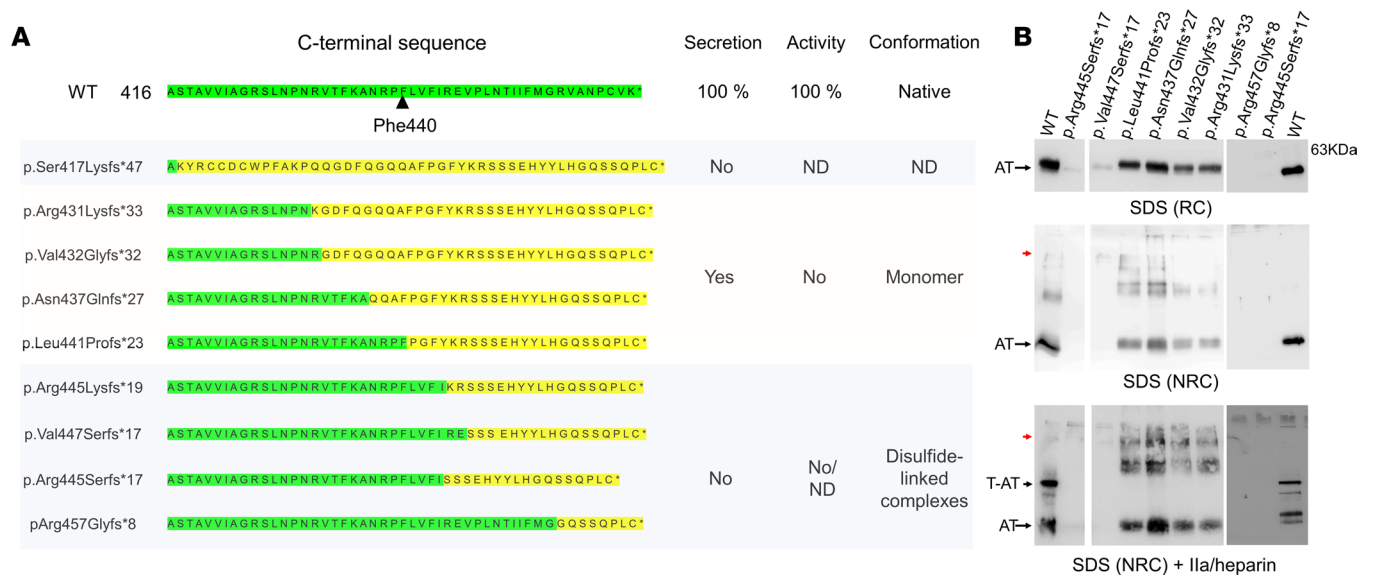 A
C-terminal sequence
Secretion
Activity
Conformation
WT 416 ASTAVVIAGRSLNPNRVTFKANRPFLVFIREVPLNTIIFMGRVANPCVK* 100 % 100 % Native
Phe440
p.Ser417Lysfs*47 AKYRCCDCWPFAKPQQGDFQGQQAFPGFYKRSSSEHYYLHGQSSQPLC* No ND ND
p.Arg431Lysfs*33 ASTAVVIAGRSLNPNKGDFQGQQAFPGFYKRSSSEHYYLHGQSSQPLC*
p.Val432Glyfs*32 ASTAVVIAGRSLNPNRGDFQGQQAFPGFYKRSSSEHYYLHGQSSQPLC*
Yes No Monomer
p.Asn437Glnfs*27 ASTAVVIAGRSLNPNRVTFKAQQAFPGFYKRSSSEHYYLHGQSSQPLC*
p.Leu441Profs*23 ASTAVVIAGRSLNPNRVTFKANRPFPGFYKRSSSEHYYLHGQSSQPLC*
p.Arg445Lysfs*19 ASTAVVIAGRSLNPNRVTFKANRPFLVFIKRSSSEHYYLHGQSSQPLC*
p.Val447Serfs*17 ASTAVVIAGRSLNPNRVTFKANRPFLVFIRESSSEHYYLHGQSSQPLC*
p.Arg445Serfs*17 ASTAVVIAGRSLNPNRVTFKANRPFLVFISSSEHYYLHGQSSQPLC*
pArg457Glyfs*8 ASTAVVIAGRSLNPNRVTFKANRPFLVFIREVPLNTIIFMGGQSSQPLC*
No
No/
ND
Disulfide-
linked
complexes
B
WT
p.Arg445Serfs*17
p.Val447Serfs*17
p.Leu441Profs*23
p.Asn437Glnfs*27
p.Val432Glyfs*32
p.Arg431Lysfs*33
p.Arg457Glyfs*8
p.Arg445Serfs*17
WT
63KDa
AT
SDS (RC)
AT
SDS (NRC)
T-AT
AT
SDS (NRC) + IIa/heparin